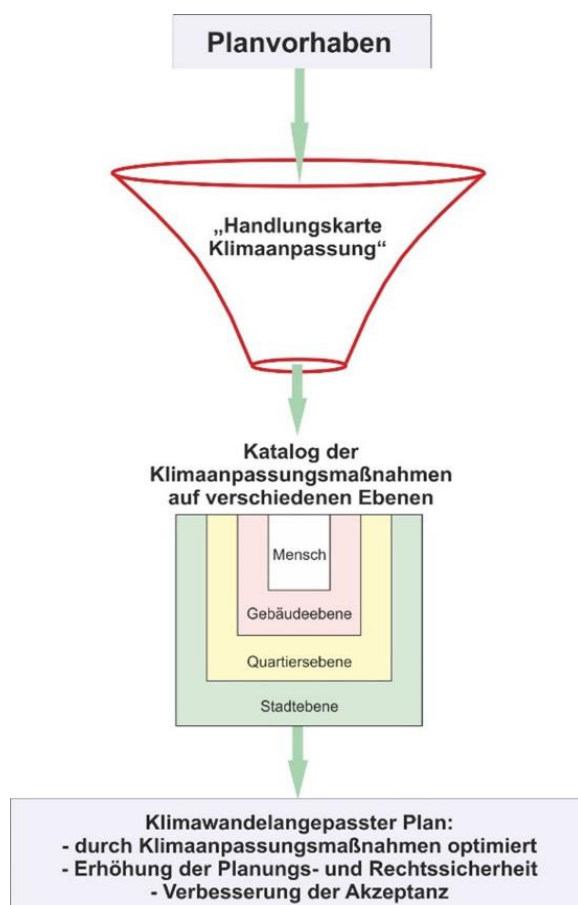 Planvorhaben
„Handlungskarte
Klimaanpassung“
Katalog der
Klimaanpassungsmaßnahmen
auf verschiedenen Ebenen
Mensch
Gebäudeebene
Quartiersebene
Stadtebene
Klimawandelangepasster Plan:
- durch Klimaanpassungsmaßnahmen optimiert
- Erhöhung der Planungs- und Rechtssicherheit
- Verbesserung der Akzeptanz